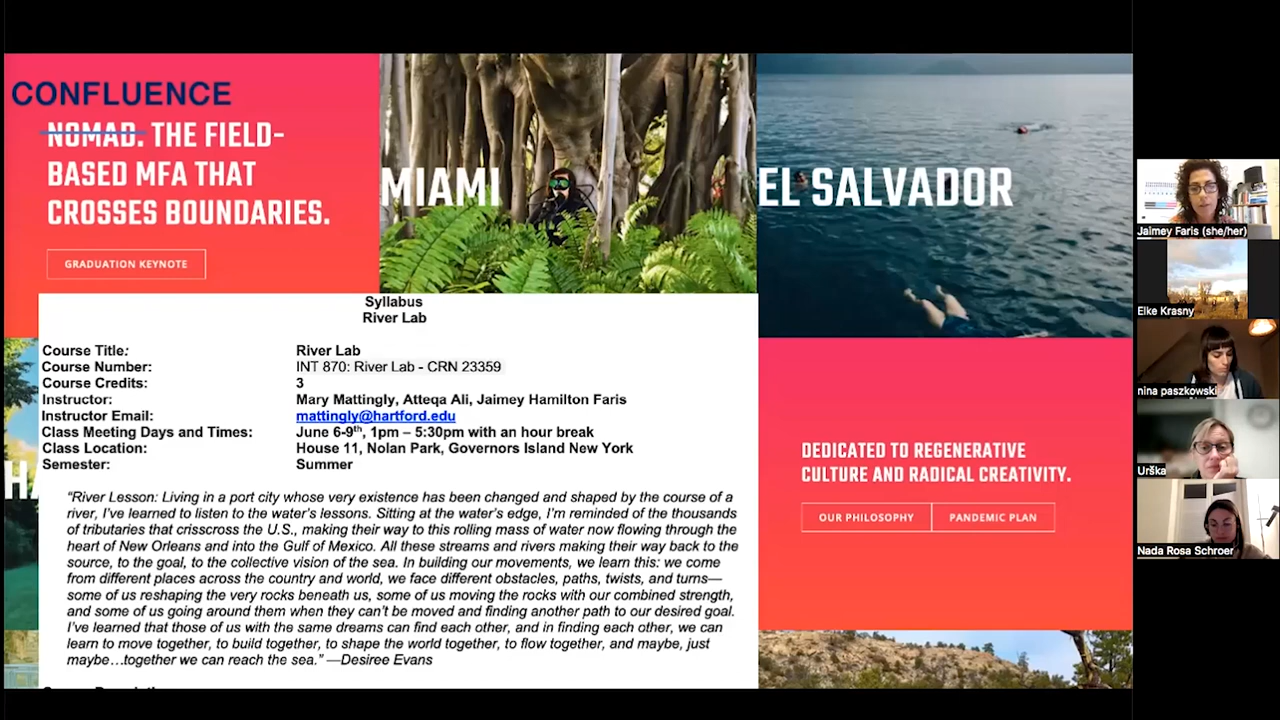 CONFLUENCE
NOMAD. THE FIELD-
BASED MFA THAT
CROSSES BOUNDARIES.
GRADUATION KEYNOTE
MIAMI
EL SALVADOR
Syllabus
River Lab
Course Title: River Lab
Course Number: INT 870: River Lab - CRN 23359
Course Credits: 3
Instructor: Mary Mattingly, Atteqa Ali, Jaimey Hamilton Faris
Instructor Email: mattingly@hartford.edu
Class Meeting Days and Times: June 6-9th, 1pm – 5:30pm with an hour break
Class Location: House 11, Nolan Park, Governors Island New York
Semester: Summer
“River Lesson: Living in a port city whose very existence has been changed and shaped by the course of a
river, I’ve learned to listen to the water’s lessons. Sitting at the water’s edge, I’m reminded of the thousands
of tributaries that crisscross the U.S., making their way to this rolling mass of water now flowing through the
heart of New Orleans and into the Gulf of Mexico. All these streams and rivers making their way back to the
source, to the goal, to the collective vision of the sea. In building our movements, we learn this: we come
from different places across the country and world, we face different obstacles, paths, twists, and turns—
some of us reshaping the very rocks beneath us, some of us moving the rocks with our combined strength,
and some of us going around them when they can’t be moved and finding another path to our desired goal.
I’ve learned that those of us with the same dreams can find each other, and in finding each other, we can
learn to move together, to build together, to shape the world together, to flow together, and maybe, just
maybe…together we can reach the sea.” —Desiree Evans
DEDICATED TO REGENERATIVE
CULTURE AND RADICAL CREATIVITY.
OUR PHILOSOPHY
PANDEMIC PLAN
Jaimey Faris (she/her)
Elke Krasny
nina paszkowski
Urška
Nada Rosa Schroer